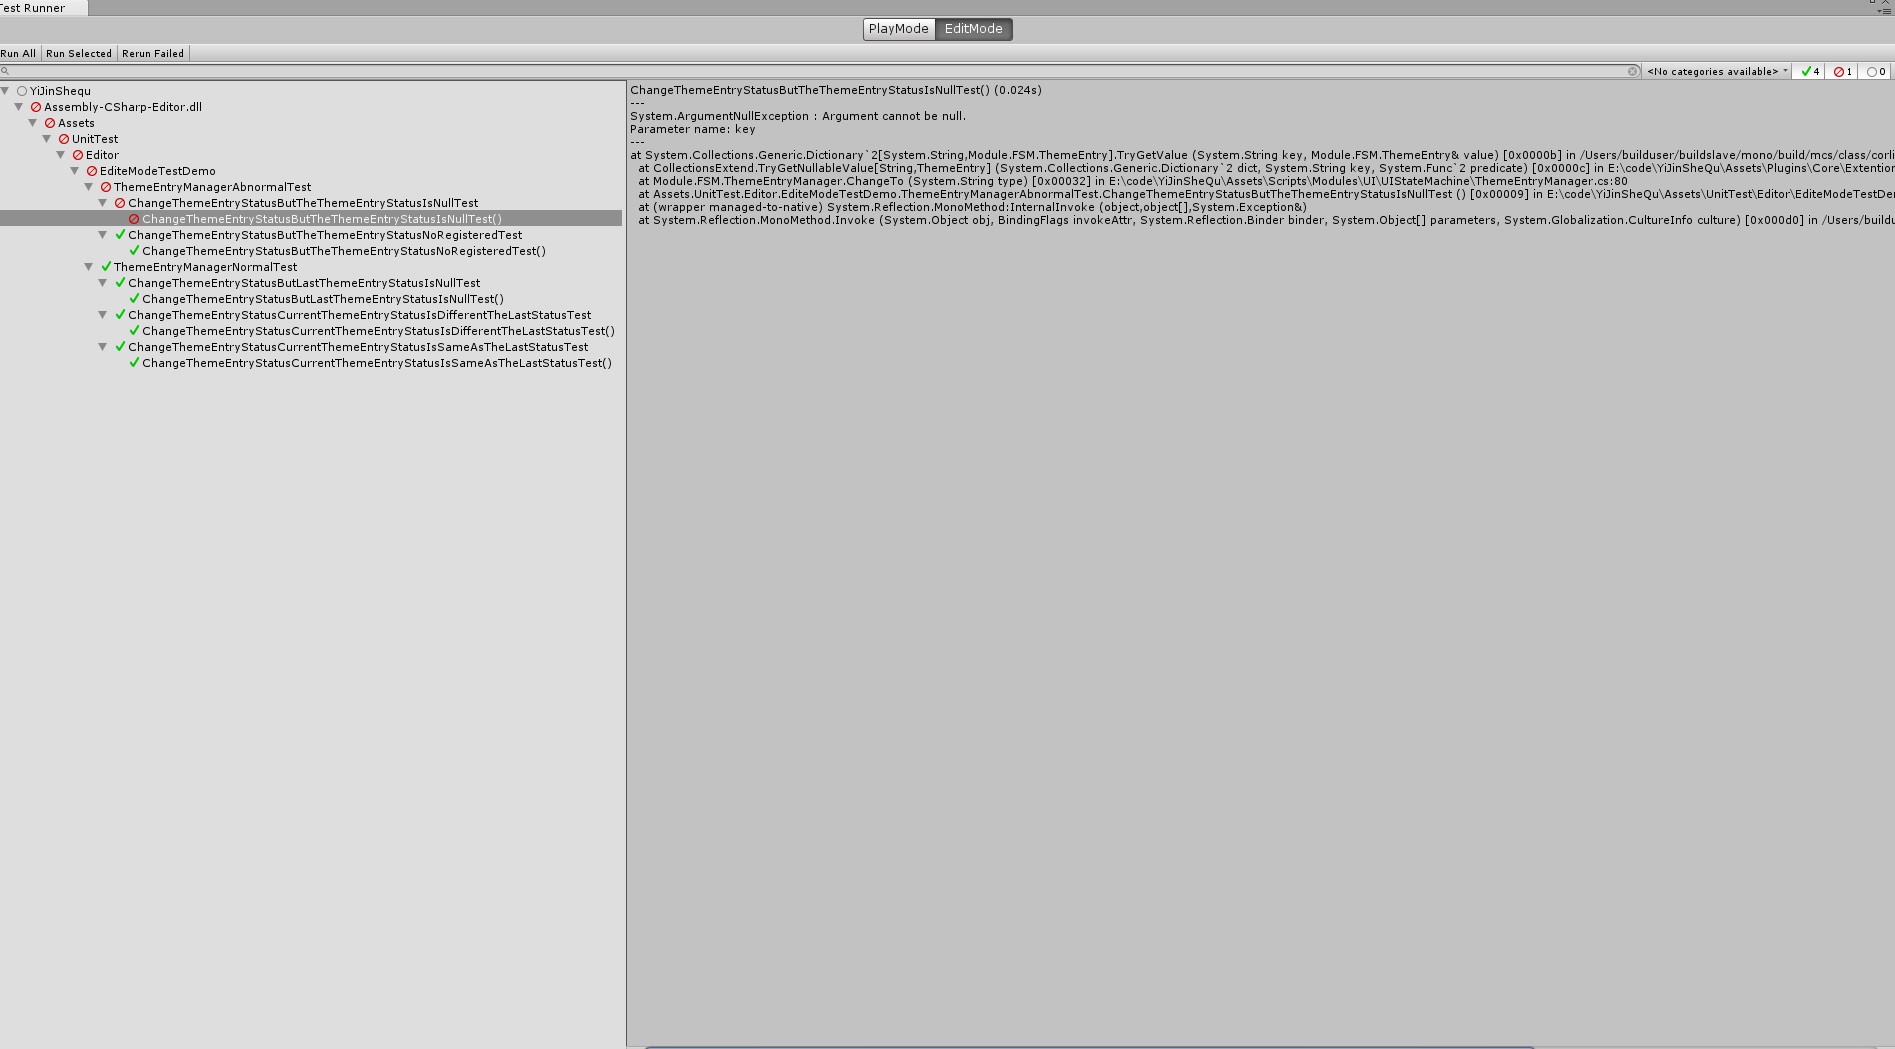 Test Runner
PlayMode EditMode
Run All Run Selected Rerun Failed
<No categories available> 4 1 0
YiJinShequ
Assembly-CSharp-Editor.dll
Assets
UnitTest
Editor
EditeModeTestDemo
ThemeEntryManagerAbnormalTest
ChangeThemeEntryStatusButTheThemeEntryStatusIsNullTest
ChangeThemeEntryStatusButTheThemeEntryStatusIsNullTest()
ChangeThemeEntryStatusButTheThemeEntryStatusNoRegisteredTest
ChangeThemeEntryStatusButTheThemeEntryStatusNoRegisteredTest()
ThemeEntryManagerNormalTest
ChangeThemeEntryStatusButLastThemeEntryStatusIsNullTest
ChangeThemeEntryStatusButLastThemeEntryStatusIsNullTest()
ChangeThemeEntryStatusCurrentThemeEntryStatusIsDifferentTheLastStatusTest
ChangeThemeEntryStatusCurrentThemeEntryStatusIsDifferentTheLastStatusTest()
ChangeThemeEntryStatusCurrentThemeEntryStatusIsSameAsTheLastStatusTest
ChangeThemeEntryStatusCurrentThemeEntryStatusIsSameAsTheLastStatusTest()
ChangeThemeEntryStatusButTheThemeEntryStatusIsNullTest() (0.024s)
---
System.ArgumentNullException : Argument cannot be null.
Parameter name: key
---
at System.Collections.Generic.Dictionary`2[System.String,Module.FSM.ThemeEntry].TryGetValue (System.String key, Module.FSM.ThemeEntry& value) [0x0000b] in /Users/builduser/buildslave/mono/build/mcs/class/corli
at CollectionsExtend.TryGetNullableValue[String,ThemeEntry] (System.Collections.Generic.Dictionary`2 dict, System.String key, System.Func`2 predicate) [0x0000c] in E:\code\YiJinSheQu\Assets\Plugins\Core\Extention
at Module.FSM.ThemeEntryManager.ChangeTo (System.String type) [0x00032] in E:\code\YiJinSheQu\Assets\Scripts\Modules\UI\UIStateMachine\ThemeEntryManager.cs:80
at Assets.UnitTest.Editor.EditeModeTestDemo.ThemeEntryManagerAbnormalTest.ChangeThemeEntryStatusButTheThemeEntryStatusIsNullTest () [0x00009] in E:\code\YiJinSheQu\Assets\UnitTest\Editor\EditeModeTestDem
at (wrapper managed-to-native) System.Reflection.MonoMethod:InternalInvoke (object,object[],System.Exception&)
at System.Reflection.MonoMethod.Invoke (System.Object obj, BindingFlags invokeAttr, System.Reflection.Binder binder, System.Object[] parameters, System.Globalization.CultureInfo culture) [0x000d0] in /Users/buildu